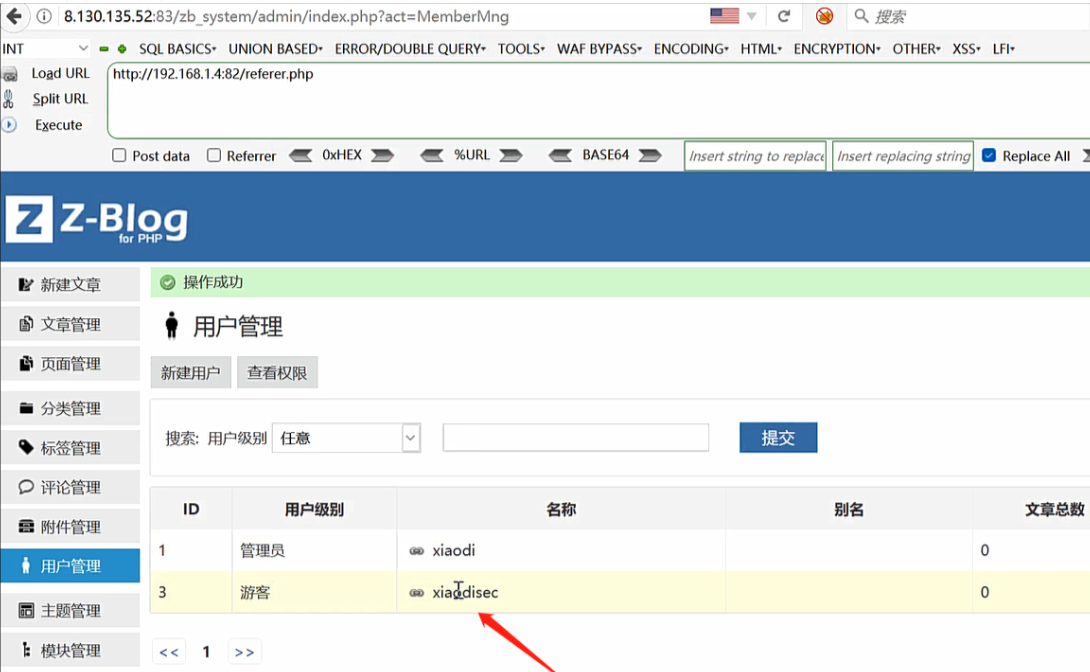 8.130.135.52:83/zb_system/admin/index.php?act=MemberMng 搜索
INT SQL BASICS UNION BASED ERROR/DOUBLE QUERY TOOLS WAF BYPASS ENCODING HTML ENCRYPTION OTHER XSS LFI
Load URL http://192.168.1.4:82/referer.php
Split URL
Execute
Post data Referrer 0xHEX %URL BASE64 Insert string to replace Insert replacing string Replace All
Z Z-Blog
for PHP
新建文章 操作成功
文章管理 用户管理
页面管理 新建用户 查看权限
分类管理
标签管理 搜索: 用户级别 任意 提交
评论管理
附件管理 ID 用户级别 名称 别名 文章总数
用户管理 1 管理员 xiaodi 0
3 游客 xiaodisec 0
主题管理
模块管理 << 1 >>